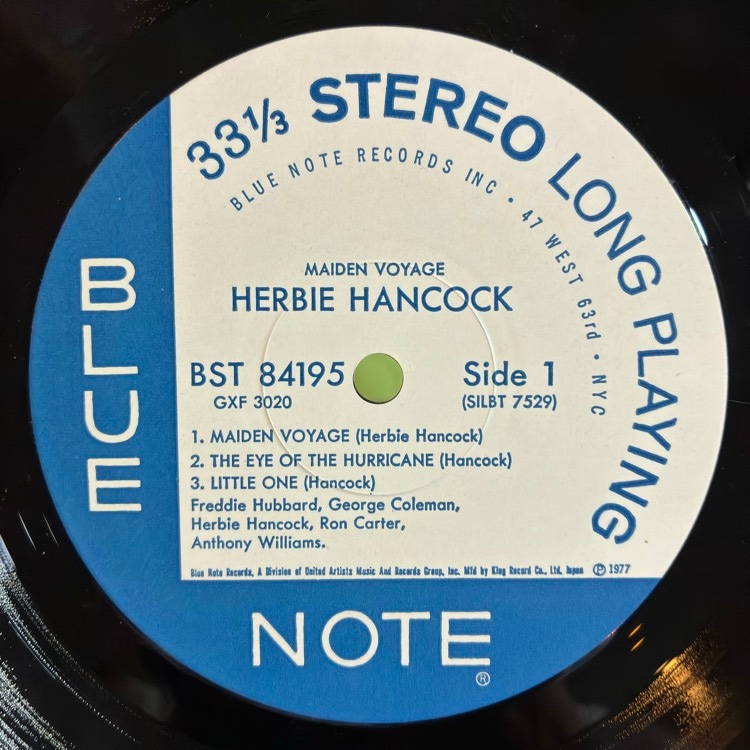 33⅓ STEREO LONG PLAYING
BLUE NOTE RECORDS INC • 47 WEST 63rd • NYC
MAIDEN VOYAGE
HERBIE HANCOCK
BST 84195
Side 1
GXF 3020
(SILBT 7529)
1. MAIDEN VOYAGE (Herbie Hancock)
2. THE EYE OF THE HURRICANE (Hancock)
3. LITTLE ONE (Hancock)
Freddie Hubbard, George Coleman,
Herbie Hancock, Ron Carter,
Anthony Williams.
Blue Note Records, A Division of United Artists Music And Records Group, Inc. Mfd by King Record Co., Ltd. Japan ℗ 1977
BLUE
NOTE
®